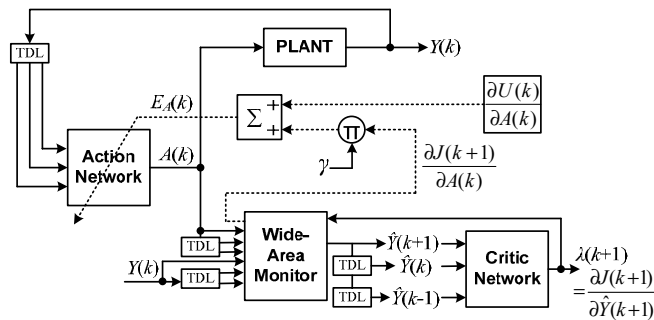 PLANT
Y(k)
TDL
E_A(k)
Σ
+
+
∂U(k)
∂A(k)
Action
Network
A(k)
π
γ
∂J(k+1)
∂A(k)
TDL
Wide–
Area
Monitor
Y(k)
TDL
Ŷ(k+1)
TDL
Ŷ(k)
TDL
Ŷ(k-1)
Critic
Network
λ(k+1)
= ∂J(k+1)
∂Ŷ(k+1)